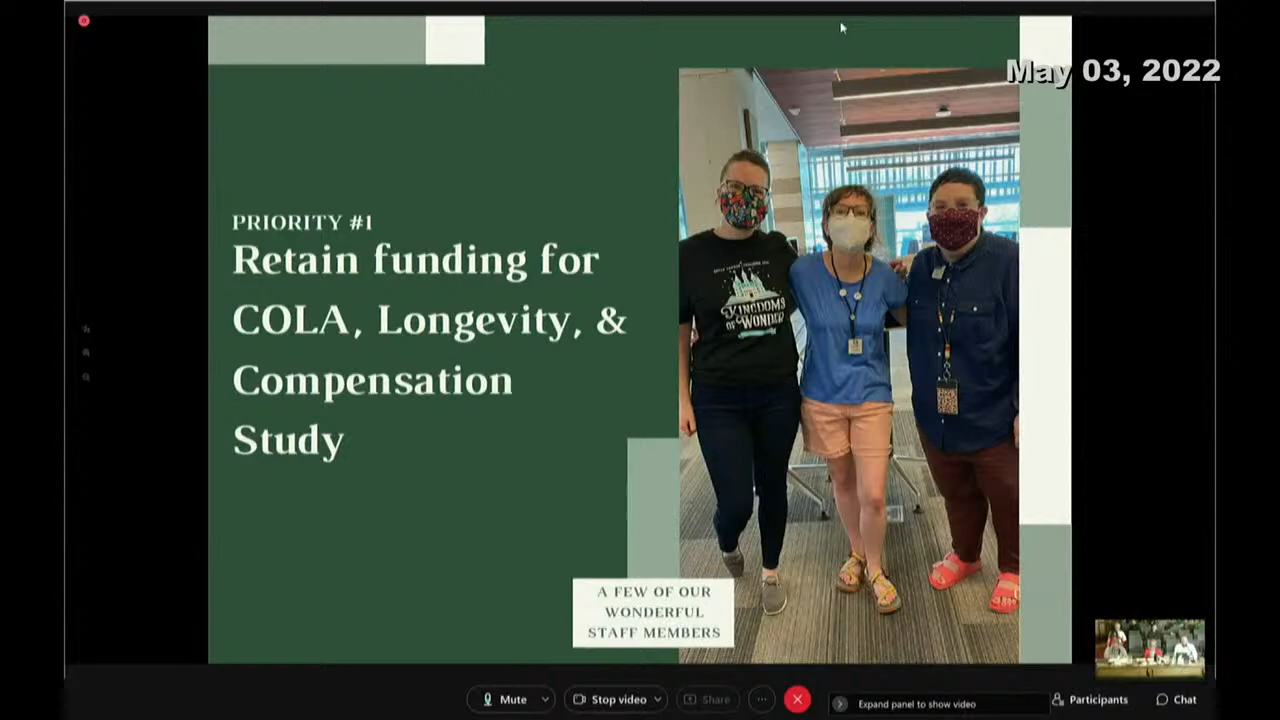 May 03, 2022
PRIORITY #1
Retain funding for
COLA, Longevity, &
Compensation
Study
KINGDOMS
OF WONDER
A FEW OF OUR
WONDERFUL
STAFF MEMBERS
Mute
Stop video
Share
Expand panel to show video
Participants
Chat